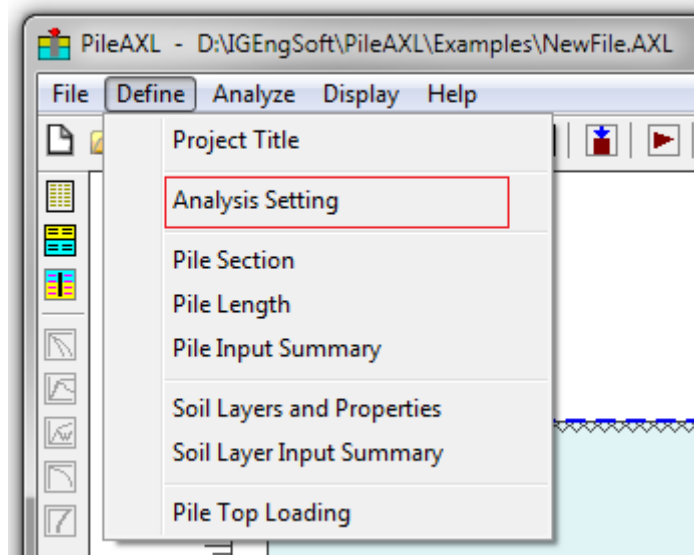 PileAXL - D:\IGEngSoft\PileAXL\Examples\NewFile.AXL
File Define Analyze Display Help
Project Title
Analysis Setting
Pile Section
Pile Length
Pile Input Summary
Soil Layers and Properties
Soil Layer Input Summary
Pile Top Loading